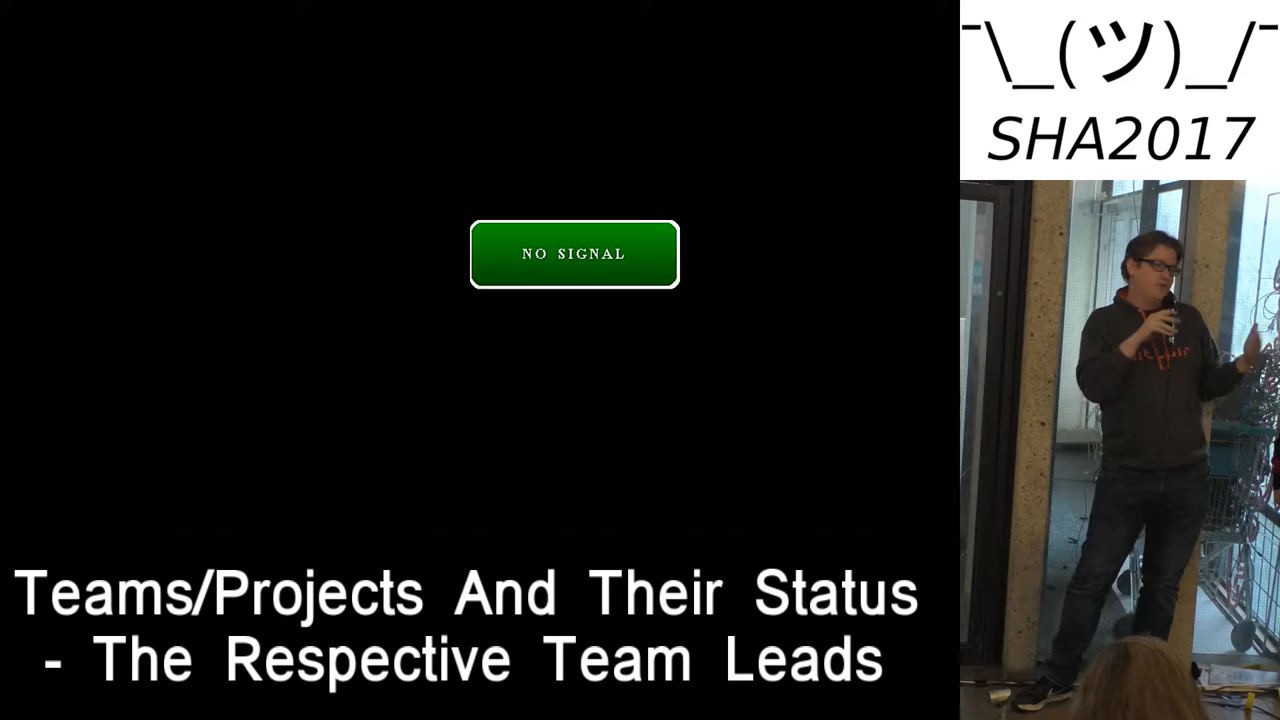 NO SIGNAL
Teams/Projects And Their Status
- The Respective Team Leads
¯\_(ツ)_/¯
SHA2017